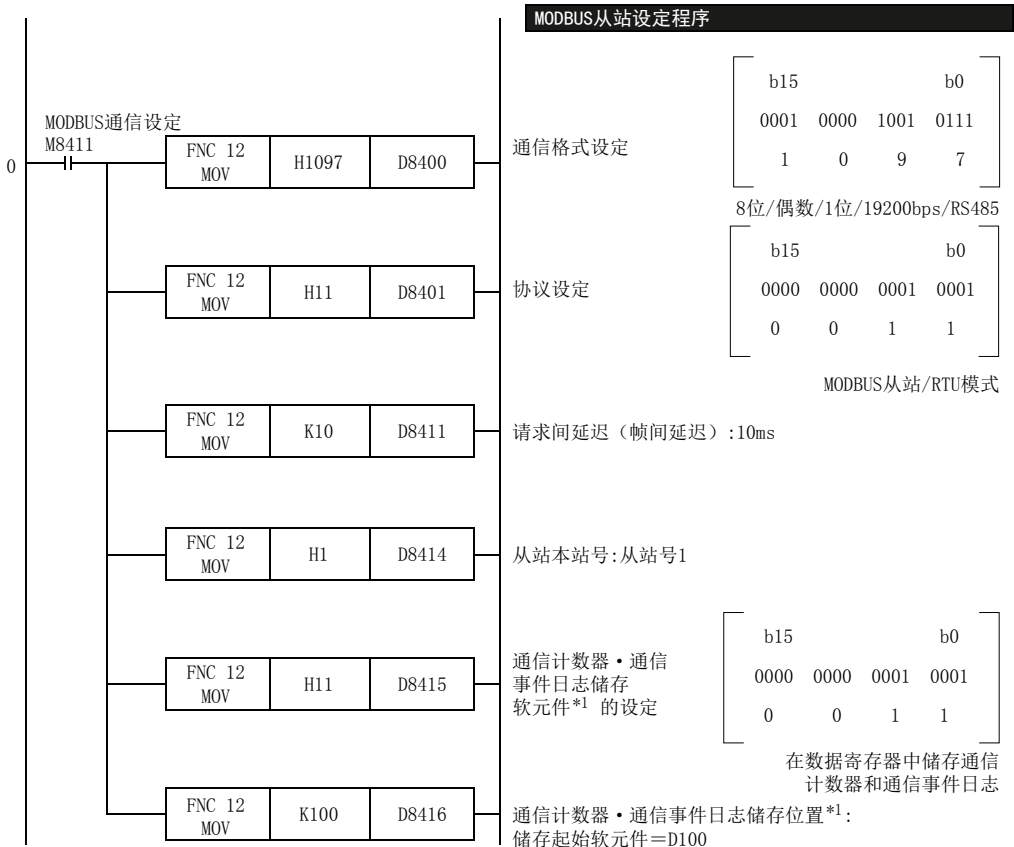 MODBUS从站设定程序
b15 b0
MODBUS通信设定
M8411
0001 0000 1001 0111
0
FNC 12
MOV
H1097
D8400
通信格式设定
1 0 9 7
8位/偶数/1位/19200bps/RS485
b15 b0
FNC 12
MOV
H11
D8401
协议设定
0000 0000 0001 0001
0 0 1 1
MODBUS从站/RTU模式
FNC 12
MOV
K10
D8411
请求间延迟（帧间延迟）:10ms
FNC 12
MOV
H1
D8414
从站本站号:从站号1
b15 b0
FNC 12
MOV
H11
D8415
通信计数器・通信
事件日志储存
软元件*1 的设定
0000 0000 0001 0001
0 0 1 1
在数据寄存器中储存通信
计数器和通信事件日志
FNC 12
MOV
K100
D8416
通信计数器・通信事件日志储存位置*1:
储存起始软元件＝D100